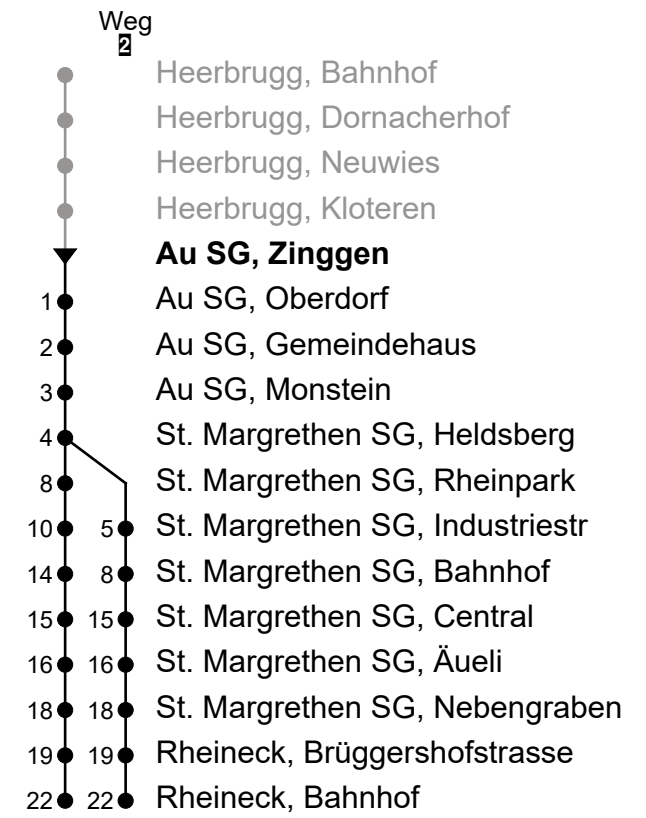 Weg
2
Heerbrugg, Bahnhof
Heerbrugg, Dornacherhof
Heerbrugg, Neuwies
Heerbrugg, Kloteren
Au SG, Zinggen
1 Au SG, Oberdorf
2 Au SG, Gemeindehaus
3 Au SG, Monstein
4 St. Margrethen SG, Heldsberg
8 St. Margrethen SG, Rheinpark
10 5 St. Margrethen SG, Industriestr
14 8 St. Margrethen SG, Bahnhof
15 15 St. Margrethen SG, Central
16 16 St. Margrethen SG, Äueli
18 18 St. Margrethen SG, Nebengraben
19 19 Rheineck, Brüggershofstrasse
22 22 Rheineck, Bahnhof